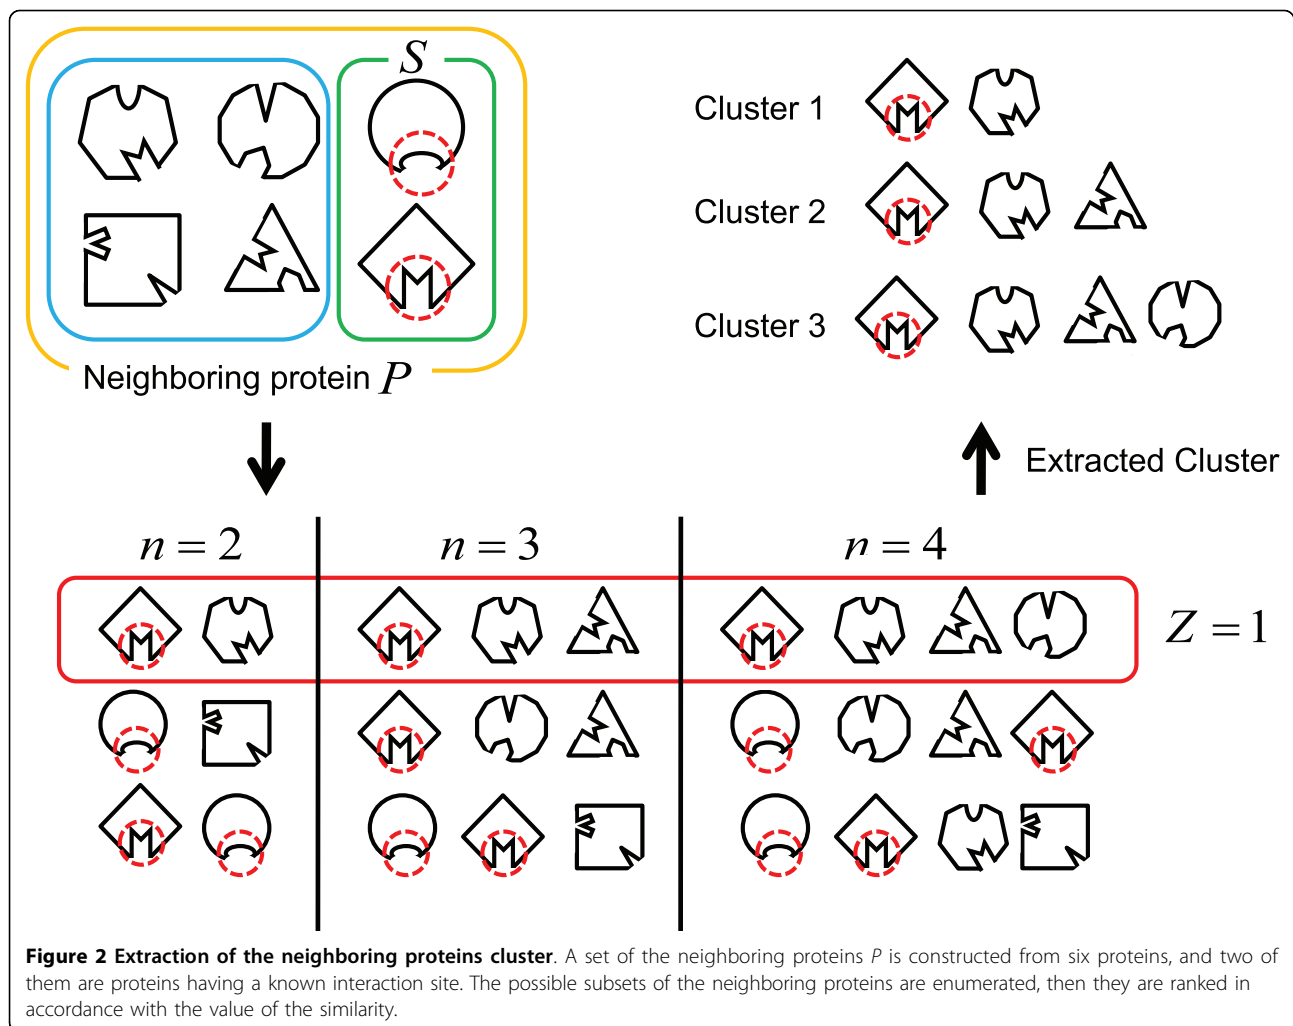 S
Neighboring protein P
Cluster 1
Cluster 2
Cluster 3
Extracted Cluster
n = 2
n = 3
n = 4
Z = 1
Figure 2 Extraction of the neighboring proteins cluster. A set of the neighboring proteins P is constructed from six proteins, and two of
them are proteins having a known interaction site. The possible subsets of the neighboring proteins are enumerated, then they are ranked in
accordance with the value of the similarity.